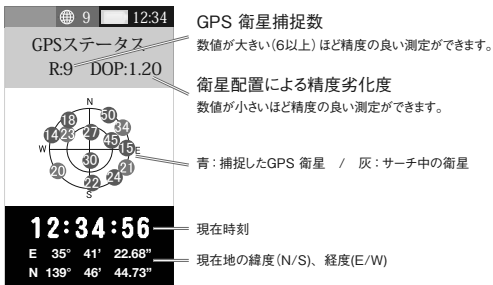 9 12:34
GPSステータス
R:9 DOP:1.20
GPS 衛星捕捉数
数値が大きい(6以上)ほど精度の良い測定ができます。
衛星配置による精度劣化度
数値が小さいほど精度の良い測定ができます。
N
18 50
14 23 27 34
45
W 15 E
30
20 21
22 24
S
青:捕捉したGPS 衛星 / 灰:サーチ中の衛星
12:34:56
現在時刻
E 35° 41' 22.68”
N 139° 46' 44.73”
現在地の緯度(N/S)、経度(E/W)